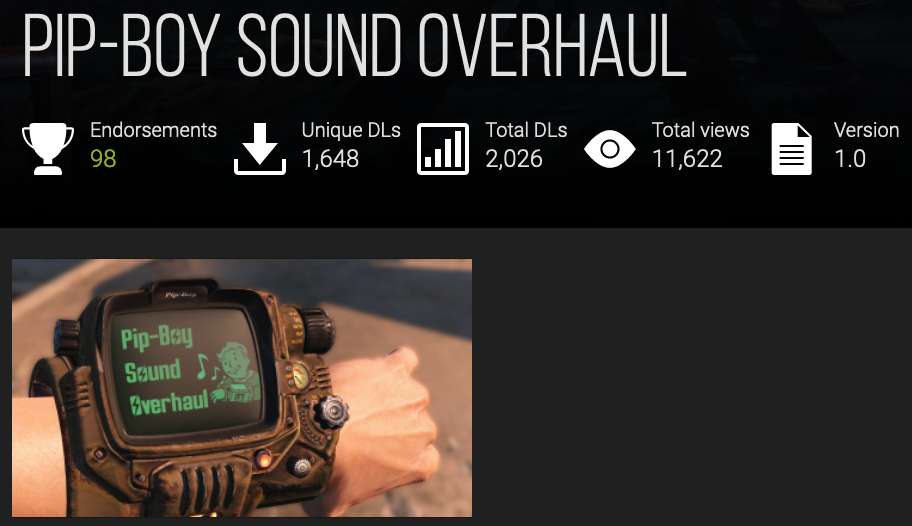 PIP-BOY SOUND OVERHAUL
Endorsements
98
Unique DLs
1,648
Total DLs
2,026
Total views
11,622
Version
1.0
Pip-Boy
Pip-Boy
Sound
Overhaul